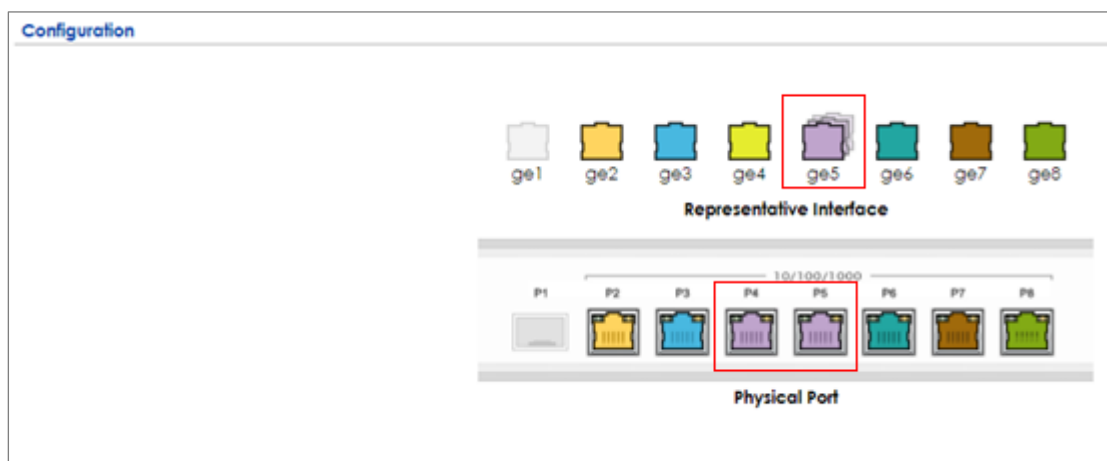 Configuration
ge1 ge2 ge3 ge4 ge5 ge6 ge7 ge8
Representative Interface
10/100/1000
P1 P2 P3 P4 P5 P6 P7 P8
Physical Port